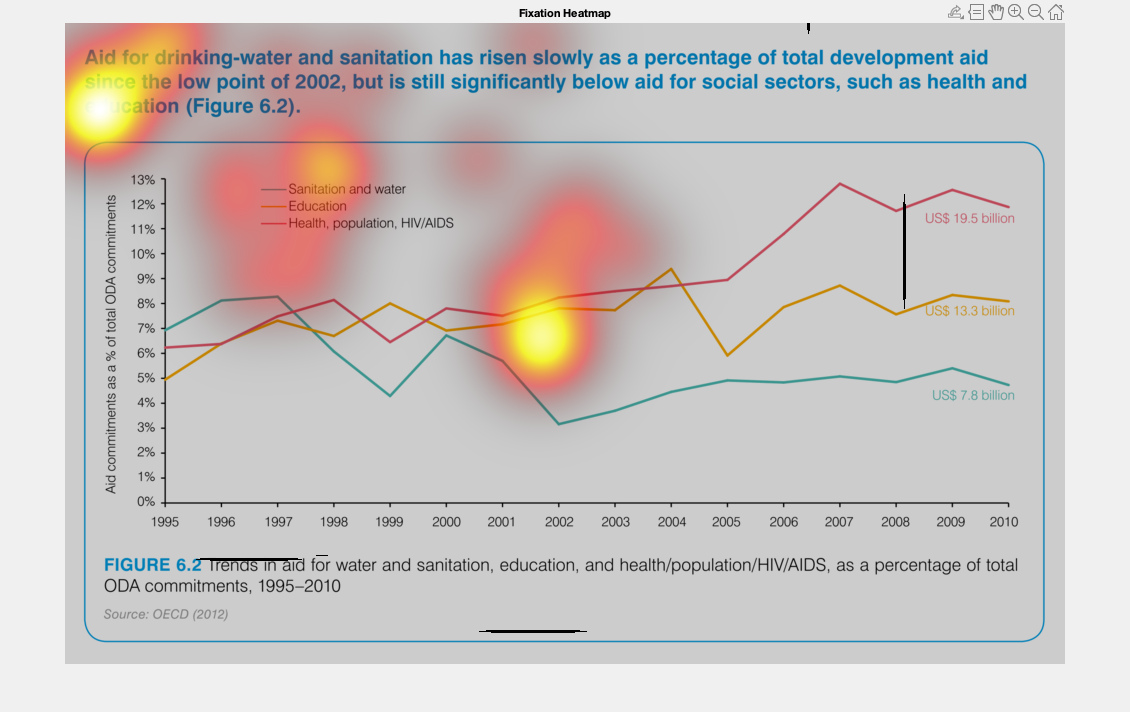 Fixation Heatmap
Aid for drinking-water and sanitation has risen slowly as a percentage of total development aid
since the low point of 2002, but is still significantly below aid for social sectors, such as health and
education (Figure 6.2).
Aid commitments as a % of total ODA commitments
13%
12%
11%
10%
9%
8%
7%
6%
5%
4%
3%
2%
1%
0%
Sanitation and water
Education
Health, population, HIV/AIDS
US$ 19.5 billion
US$ 13.3 billion
US$ 7.8 billion
1995 1996 1997 1998 1999 2000 2001 2002 2003 2004 2005 2006 2007 2008 2009 2010
FIGURE 6.2 Trends in aid for water and sanitation, education, and health/population/HIV/AIDS, as a percentage of total
ODA commitments, 1995–2010
Source: OECD (2012)